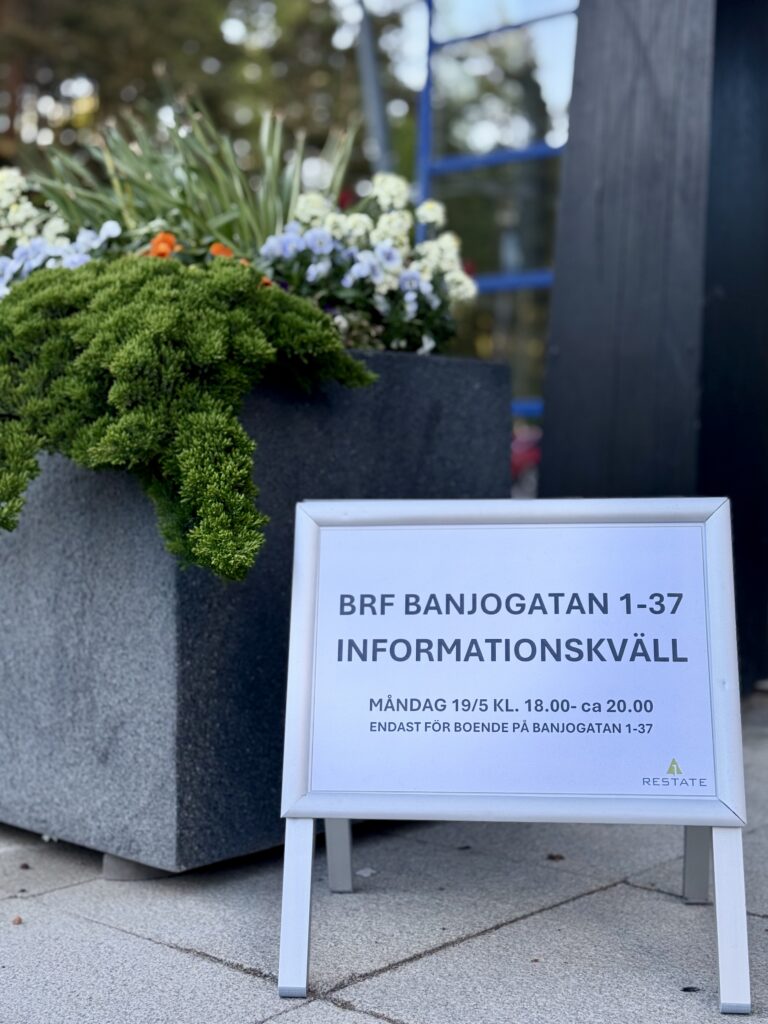 BRF BANJOGATAN 1-37
INFORMATIONSKVÄLL
MÅNDAG 19/5 KL. 18.00- ca 20.00
ENDAST FÖR BOENDE PÅ BANJOGATAN 1-37
RESTATE